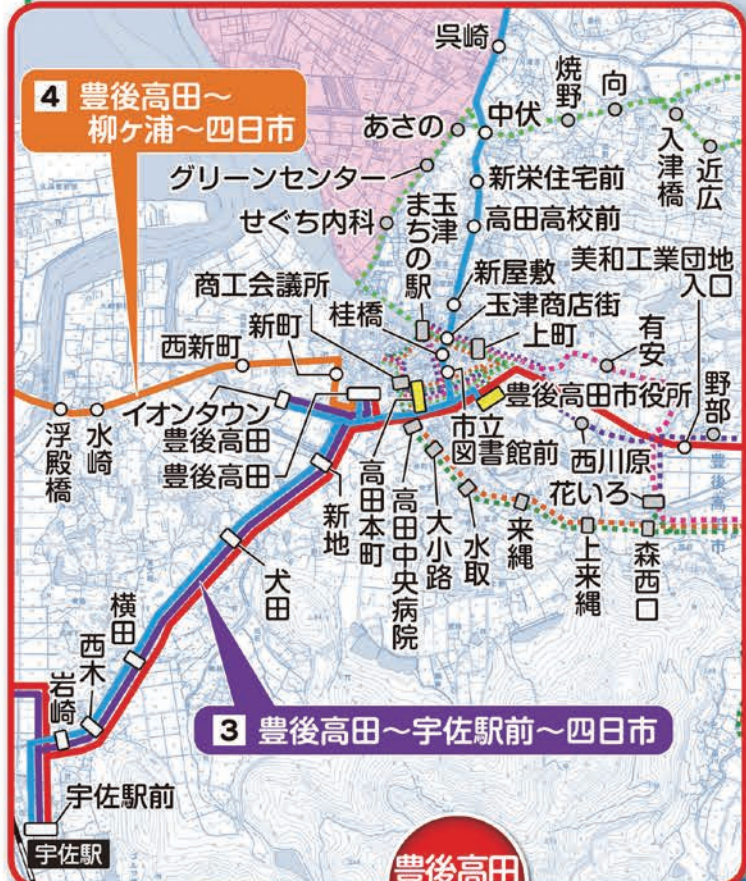 呉崎
4 豊後高田～
柳ヶ浦～四日市
焼野
向
あさの
中伏
入津橋
近広
グリーンセンター
新栄住宅前
せぐち内科
玉津
まちの駅
高田高校前
美和工業団地
入口
商工会議所
新屋敷
新町
桂橋
玉津商店街
上町
有安
西新町
イオンタウン
豊後高田
豊後高田市役所
野部
浮殿橋
水崎
豊後高田
市立
図書館前
西川原
花いろ
豊後高田市
新地
高田本町
高田中央病院
大小路
水取
来縄
上来縄
森西口
犬田
横田
西木
岩崎
3 豊後高田～宇佐駅前～四日市
宇佐駅前
宇佐駅
豊後高田